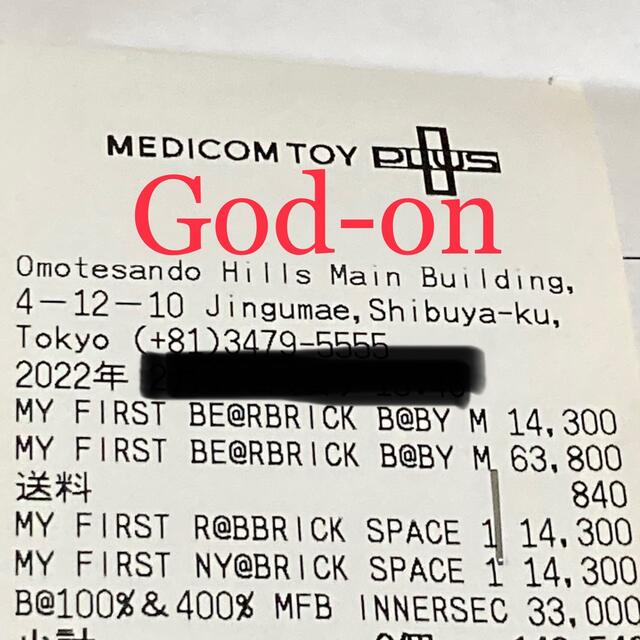 MEDICOM TOY PLUS
God-on
Omotesando Hills Main Building,
4-12-10 Jingumae,Shibuya-ku,
Tokyo (+81)3479-5555
2022年
MY FIRST BE@RBRICK B@BY M 14,300
MY FIRST BE@RBRICK B@BY M 63,800
送料 840
MY FIRST R@BBRICK SPACE 1 14,300
MY FIRST NY@BRICK SPACE 1 14,300
B@100%&400% MFB INNERSEC 33,000